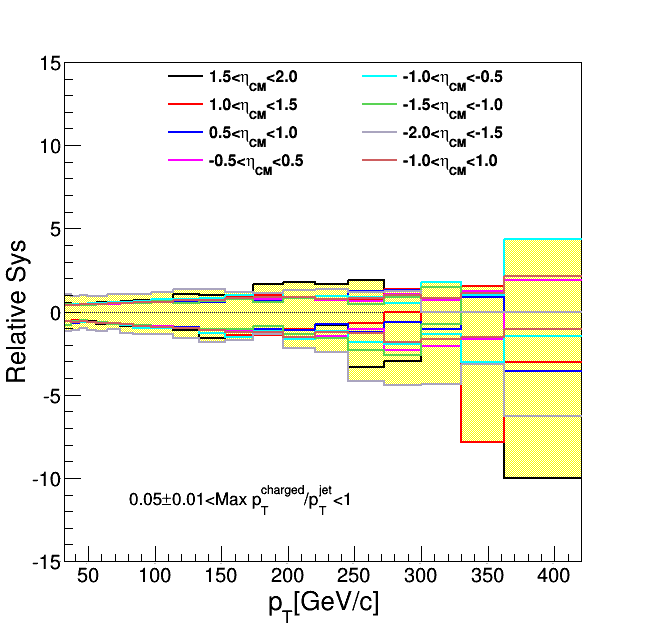 15
10
5
0
-5
-10
-15
Relative Sys
1.5<η_CM<2.0
1.0<η_CM<1.5
0.5<η_CM<1.0
-0.5<η_CM<0.5
-1.0<η_CM<-0.5
-1.5<η_CM<-1.0
-2.0<η_CM<-1.5
-1.0<η_CM<1.0
0.05±0.01<Max p_T^charged/p_T^jet<1
50 100 150 200 250 300 350 400
p_T[GeV/c]